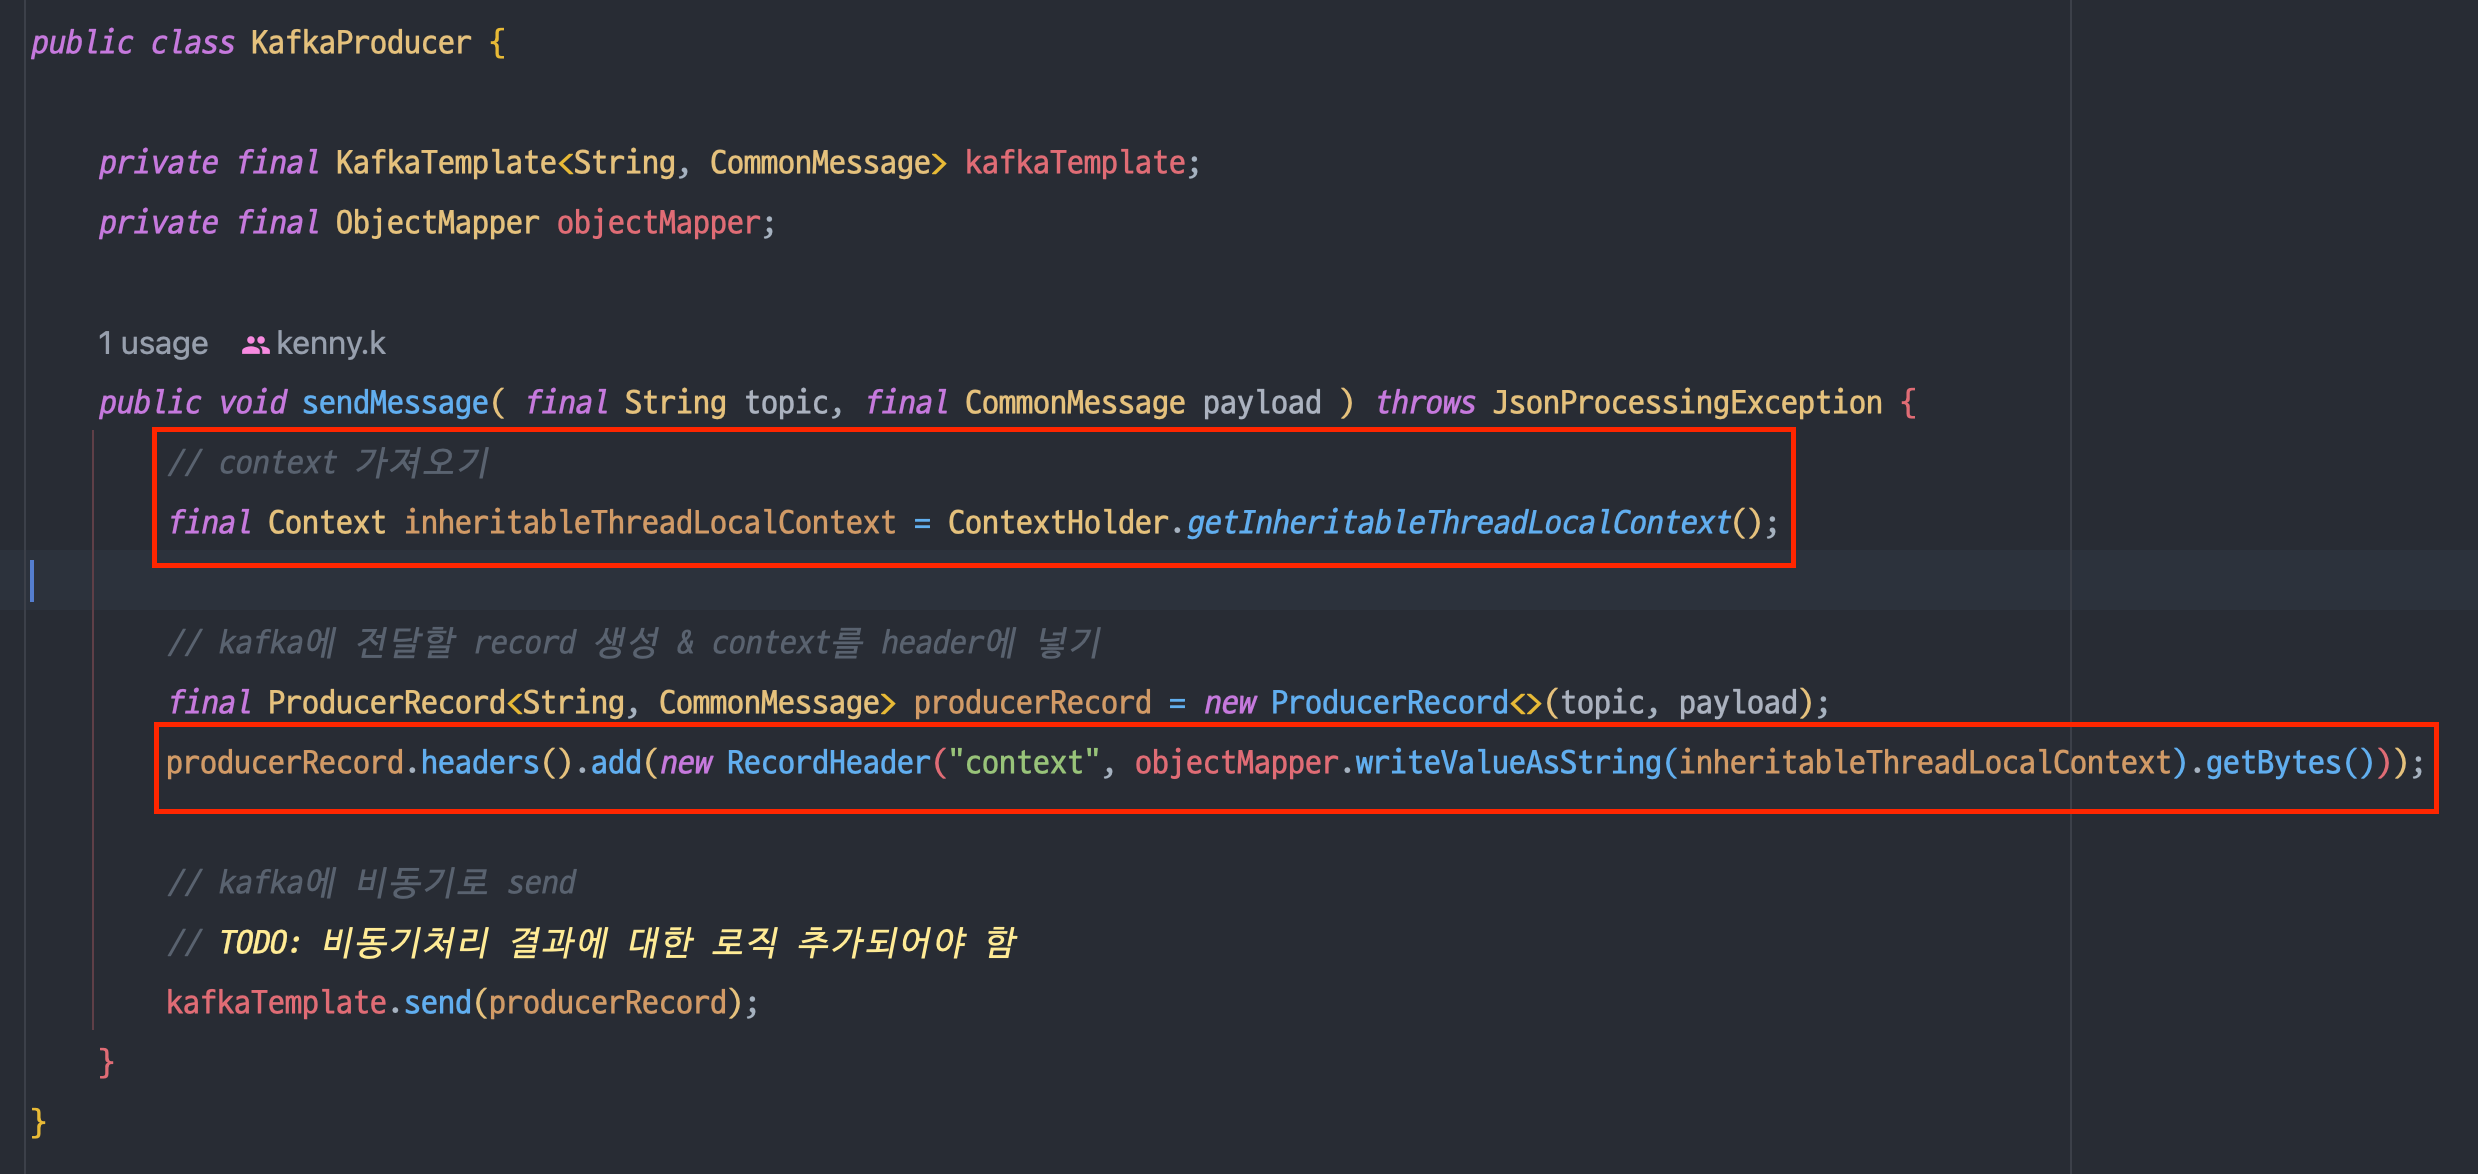 public class KafkaProducer {
private final KafkaTemplate<String, CommonMessage> kafkaTemplate;
private final ObjectMapper objectMapper;
1 usage kenny.k
public void sendMessage( final String topic, final CommonMessage payload ) throws JsonProcessingException {
// context 가져오기
final Context inheritableThreadLocalContext = ContextHolder.getInheritableThreadLocalContext();
// kafka에 전달할 record 생성 & context를 header에 넣기
final ProducerRecord<String, CommonMessage> producerRecord = new ProducerRecord<>(topic, payload);
producerRecord.headers().add(new RecordHeader("context", objectMapper.writeValueAsString(inheritableThreadLocalContext).getBytes()));
// kafka에 비동기로 send
// TODO: 비동기처리 결과에 대한 로직 추가되어야 함
kafkaTemplate.send(producerRecord);
}
}